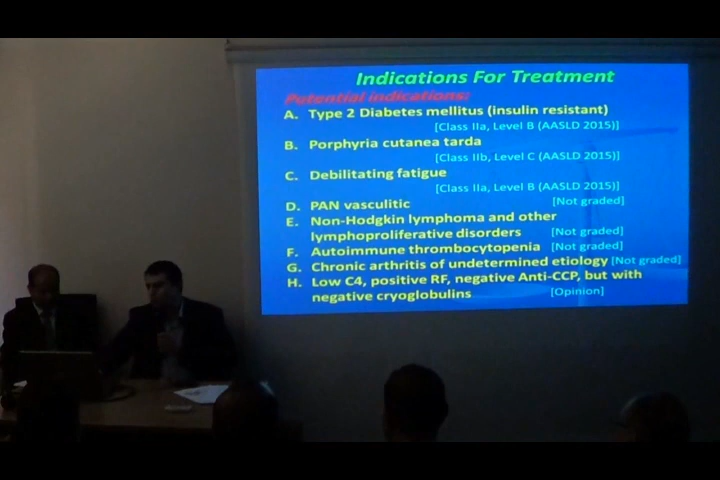 Indications For Treatment
Potential indications:
A. Type 2 Diabetes mellitus (insulin resistant)
[Class IIa, Level B (AASLD 2015)]
B. Porphyria cutanea tarda
[Class IIb, Level C (AASLD 2015)]
C. Debilitating fatigue
[Class IIa, Level B (AASLD 2015)]
D. PAN vasculitic [Not graded]
E. Non-Hodgkin lymphoma and other
lymphoproliferative disorders [Not graded]
F. Autoimmune thrombocytopenia [Not graded]
G. Chronic arthritis of undetermined etiology [Not graded]
H. Low C4, positive RF, negative Anti-CCP, but with
negative cryoglobulins [Opinion]